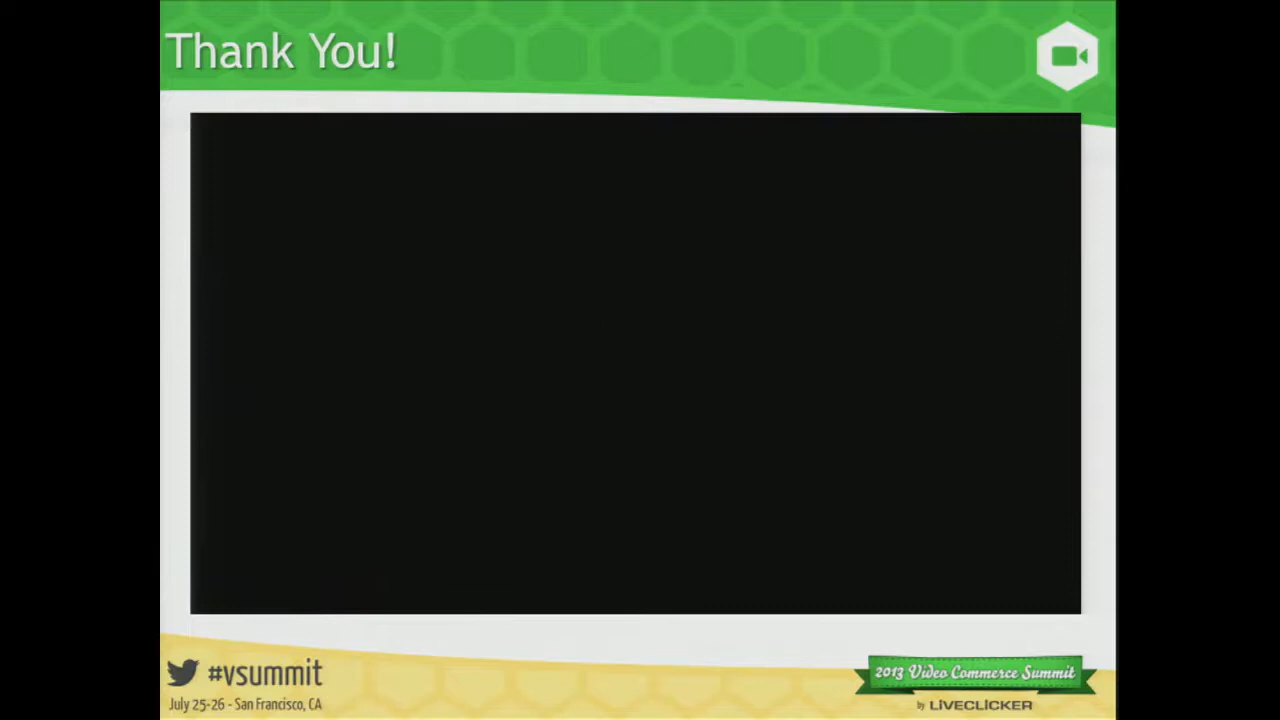 Thank You!
#vsummit
July 25-26 - San Francisco, CA
2013 Video Commerce Summit
by LIVECLICKER